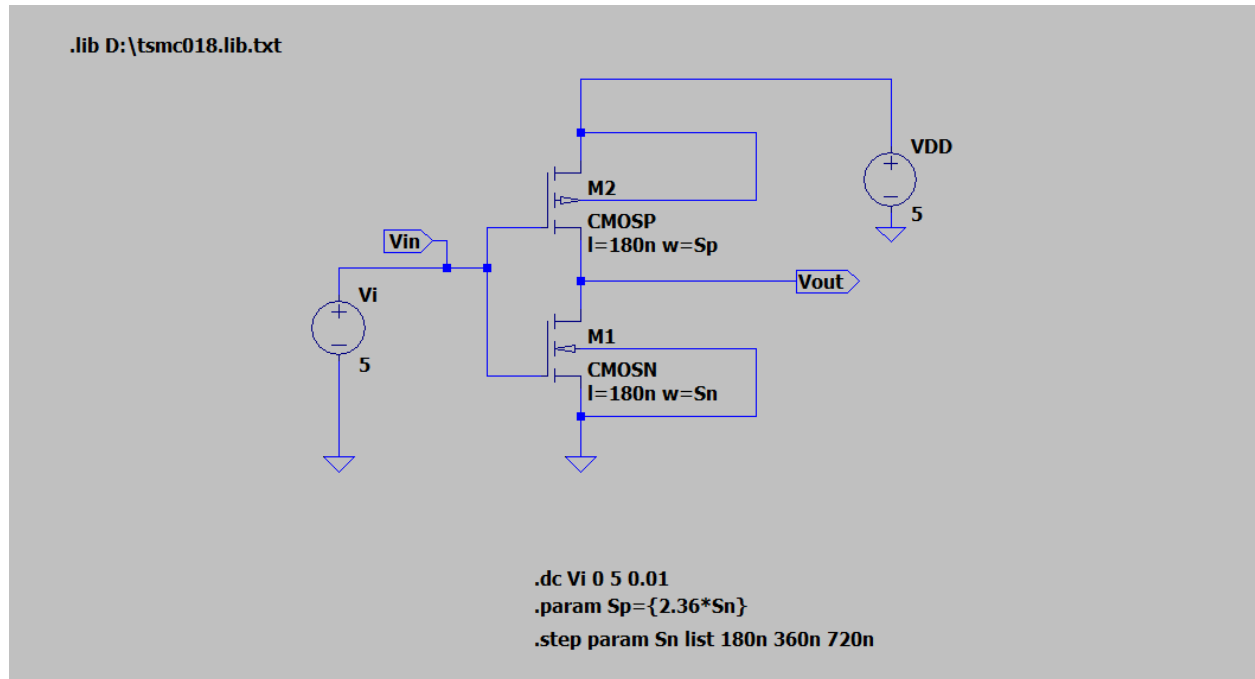 .lib D:\tsmc018.lib.txt
VDD
5
M2
CMOSP
l=180n w=Sp
Vin
Vout
Vi
5
M1
CMOSN
l=180n w=Sn
.dc Vi 0 5 0.01
.param Sp={2.36*Sn}
.step param Sn list 180n 360n 720n